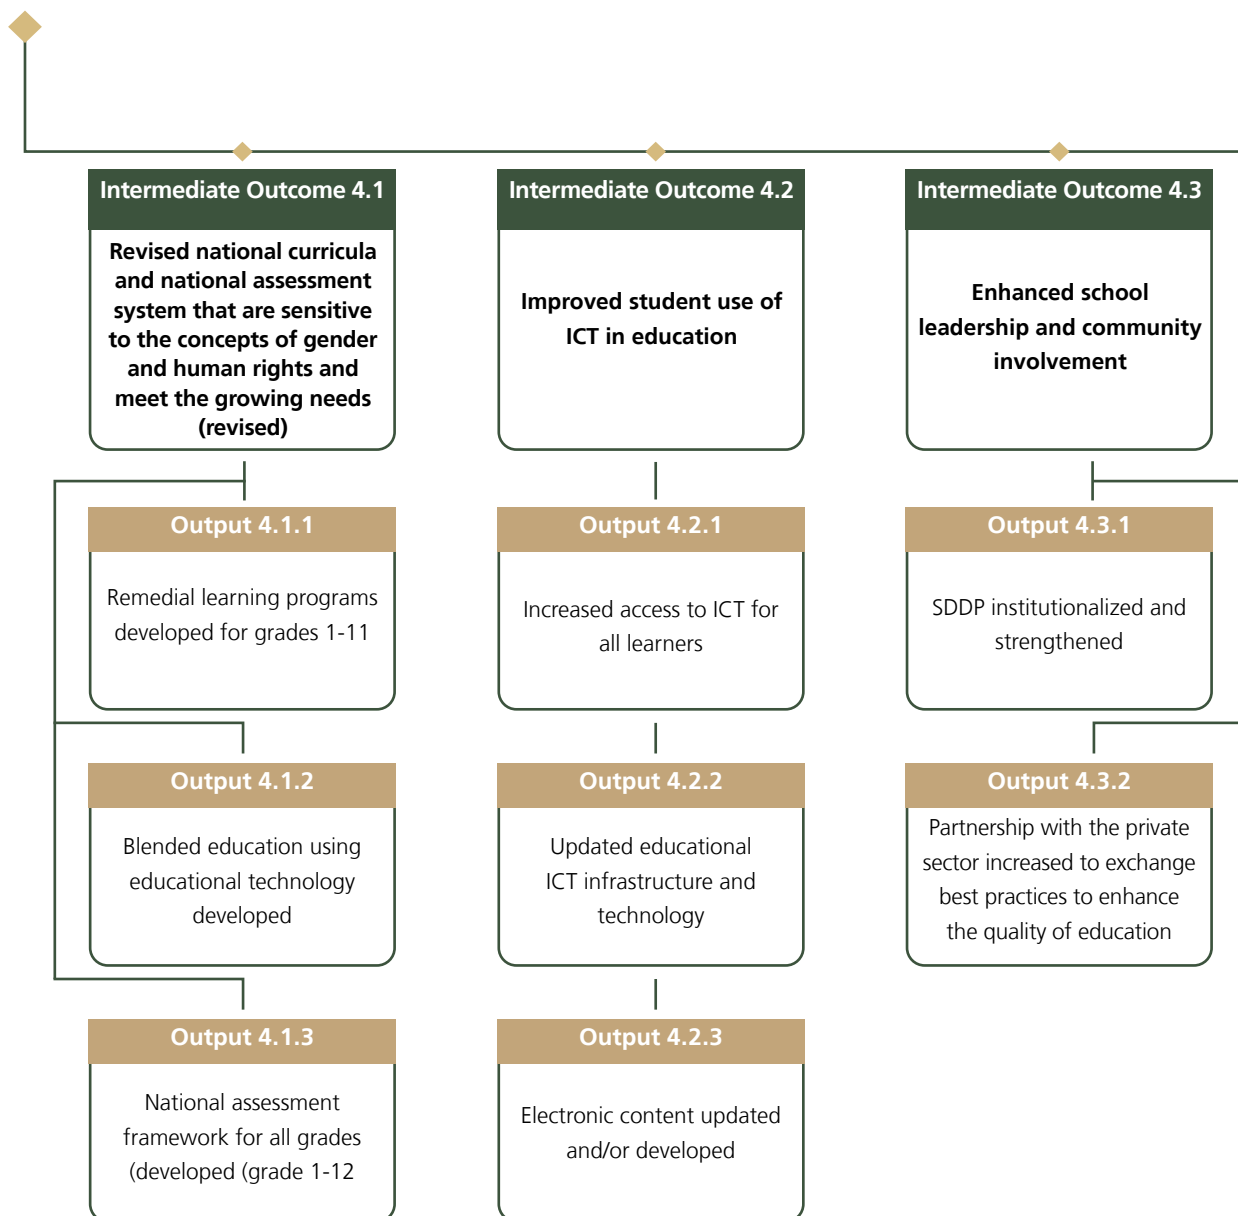 Intermediate Outcome 4.1
Revised national curricula
and national assessment
system that are sensitive
to the concepts of gender
and human rights and
meet the growing needs
(revised)
Output 4.1.1
Remedial learning programs
developed for grades 1-11
Output 4.1.2
Blended education using
educational technology
developed
Output 4.1.3
National assessment
framework for all grades
(developed (grade 1-12
Intermediate Outcome 4.2
Improved student use of
ICT in education
Output 4.2.1
Increased access to ICT for
all learners
Output 4.2.2
Updated educational
ICT infrastructure and
technology
Output 4.2.3
Electronic content updated
and/or developed
Intermediate Outcome 4.3
Enhanced school
leadership and community
involvement
Output 4.3.1
SDDP institutionalized and
strengthened
Output 4.3.2
Partnership with the private
sector increased to exchange
best practices to enhance
the quality of education